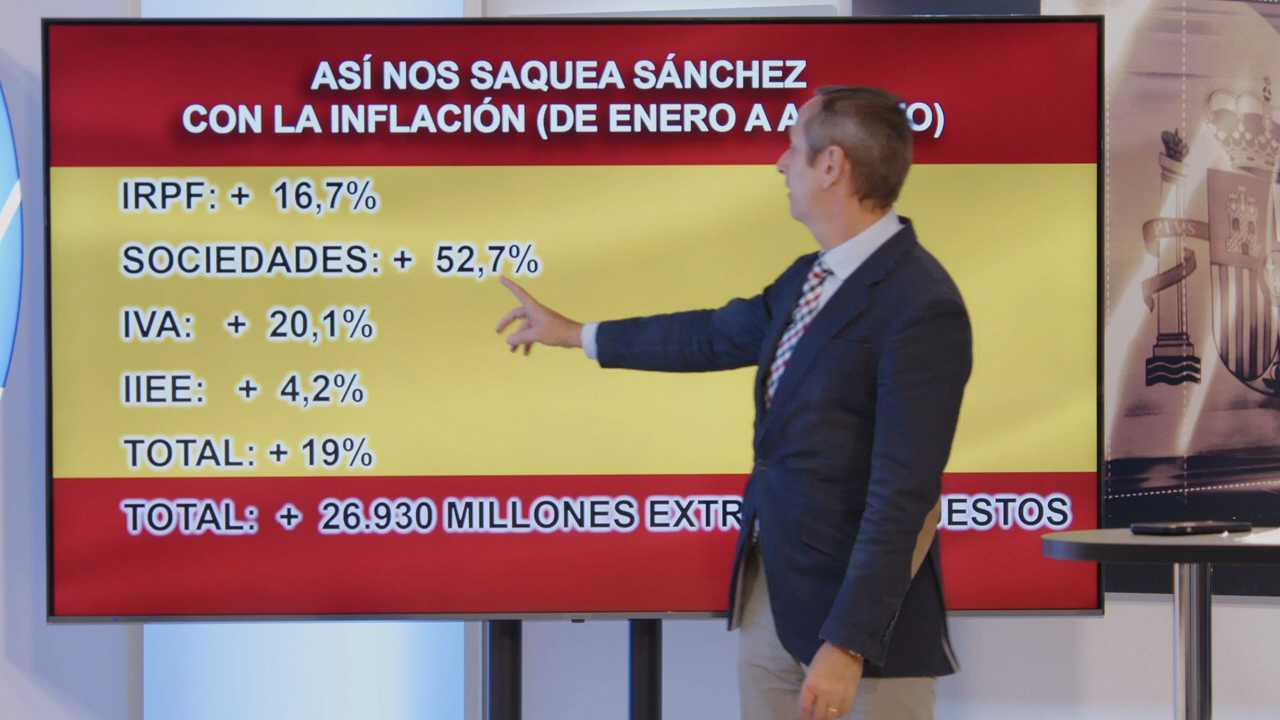 ASÍ NOS SAQUEA SÁNCHEZ
CON LA INFLACIÓN (DE ENERO A
IRPF: + 16,7%
SOCIEDADES: + 52,7%
IVA: + 20,1%
IIEE: + 4,2%
TOTAL: + 19%
TOTAL: + 26.930 MILLONES
PLUS